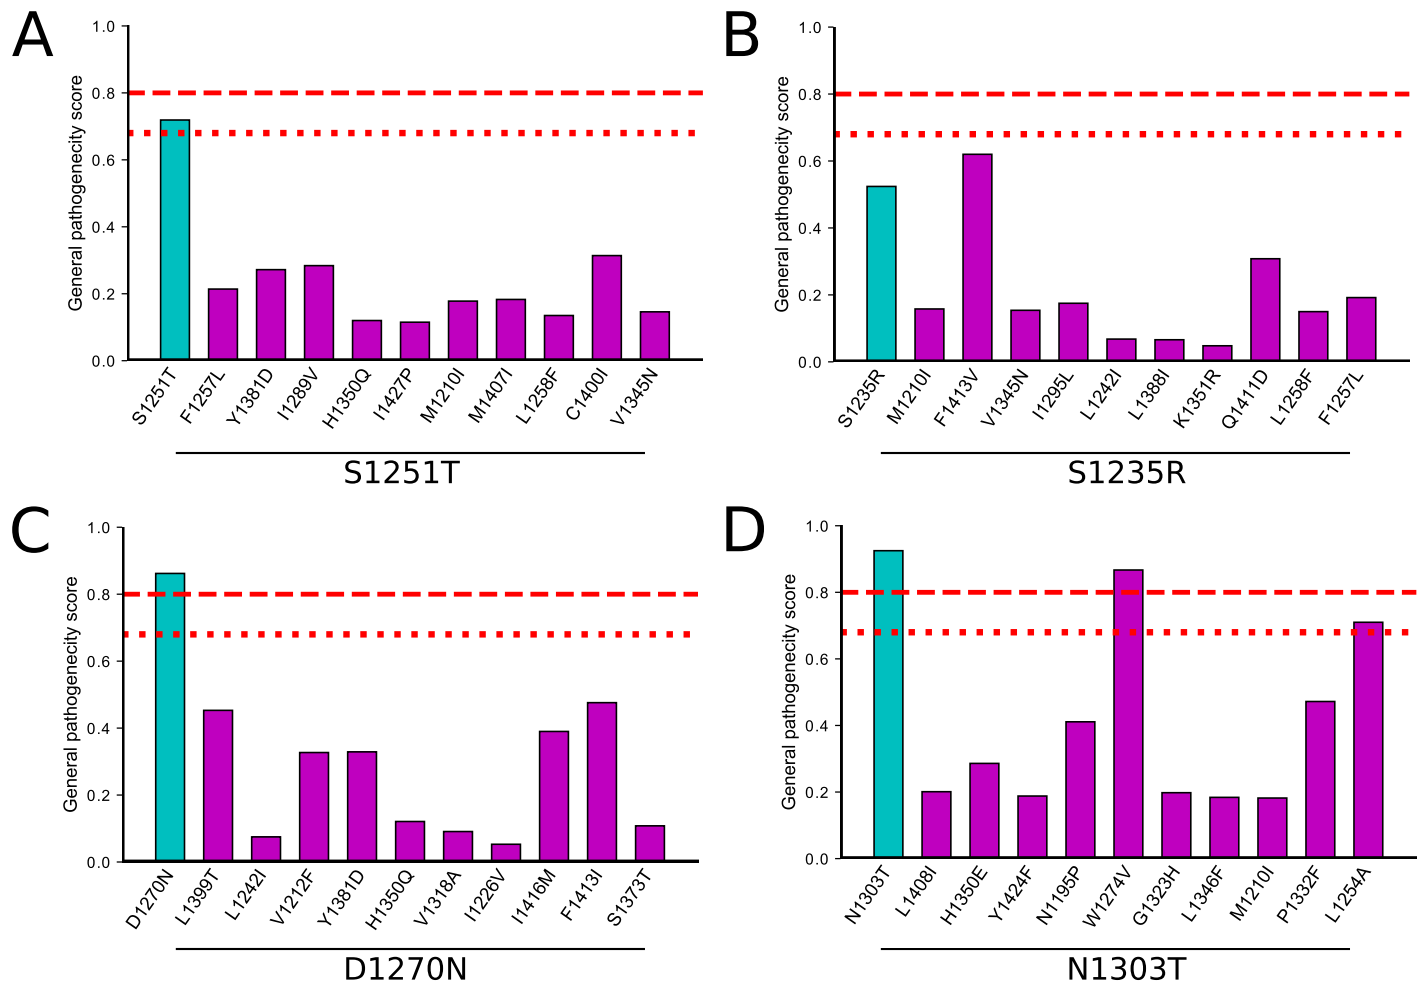 A
General pathogenecity score
1.0
0.8
0.6
0.4
0.2
0.0
S1251T F1257L Y1381D I1289V H1350Q I1427P M1210I M1407I L1258F C1400I V1345N
S1251T
B
General pathogenecity score
1.0
0.8
0.6
0.4
0.2
0.0
S1235R M1210I F1413V V1345N I1295L L1242I L1388I K1351R Q1411D L1258F F1257L
S1235R
C
General pathogenecity score
1.0
0.8
0.6
0.4
0.2
0.0
D1270N L1399T L1242I V1212F Y1381D H1350Q V1318A I1226V I1416M F1413I S1373T
D1270N
D
General pathogenecity score
1.0
0.8
0.6
0.4
0.2
0.0
N1303T L1408I H1350E Y1424F N1195P W1274V G1323H L1346F M1210I P1332F L1254A
N1303T